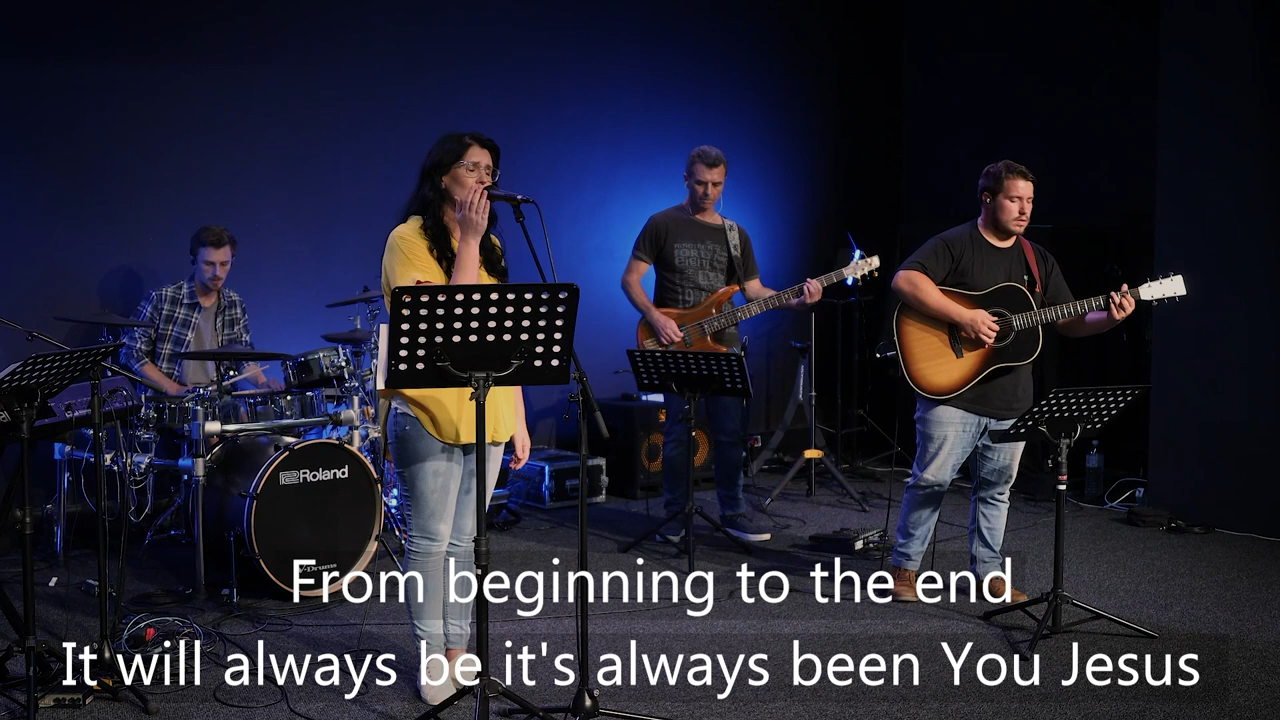 Roland
V-Drums
From beginning to the end
It will always be it's always been You Jesus